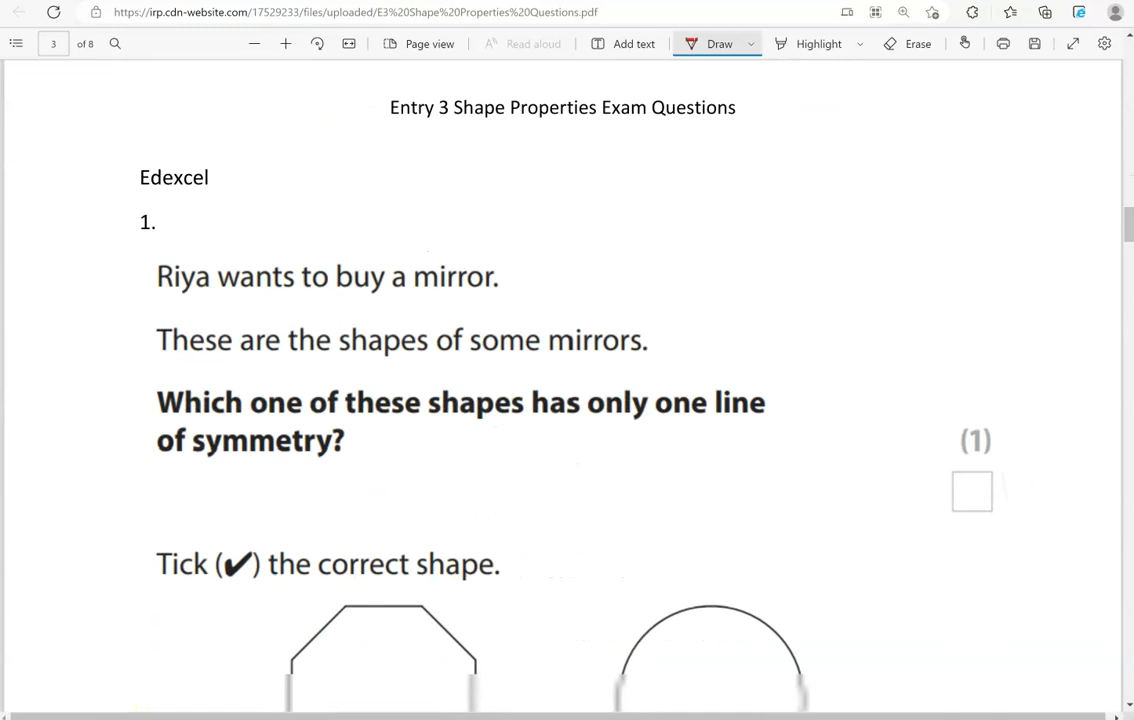 https://irp.cdn-website.com/17529233/files/uploaded/E3%20Shape%20Properties%20Questions.pdf
3 of 8 Page view Read aloud Add text Draw Highlight Erase
Entry 3 Shape Properties Exam Questions
Edexcel
1.
Riya wants to buy a mirror.
These are the shapes of some mirrors.
Which one of these shapes has only one line
of symmetry?
(1)
Tick (✔) the correct shape.